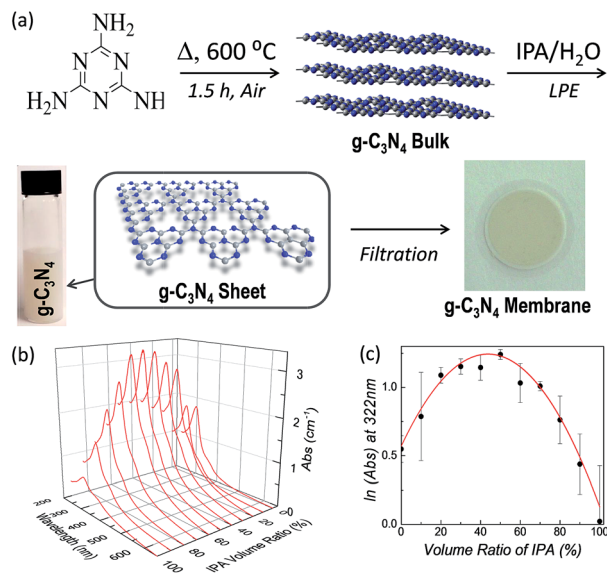 (a)
NH2
N
N
N
H2N
NH
Δ, 600 ⁰C
1.5 h, Air
g-C3N4 Bulk
IPA/H2O
LPE
g-C3N4
g-C3N4 Sheet
Filtration
g-C3N4 Membrane
(b)
3
2
1
0
Abs (cm-1)
200
300
400
500
600
Wavelength (nm)
100
80
60
40
20
0
IPA Volume Ratio (%)
(c)
1.0
0.5
0.0
ln (Abs) at 322nm
0 20 40 60 80 100
Volume Ratio of IPA (%)